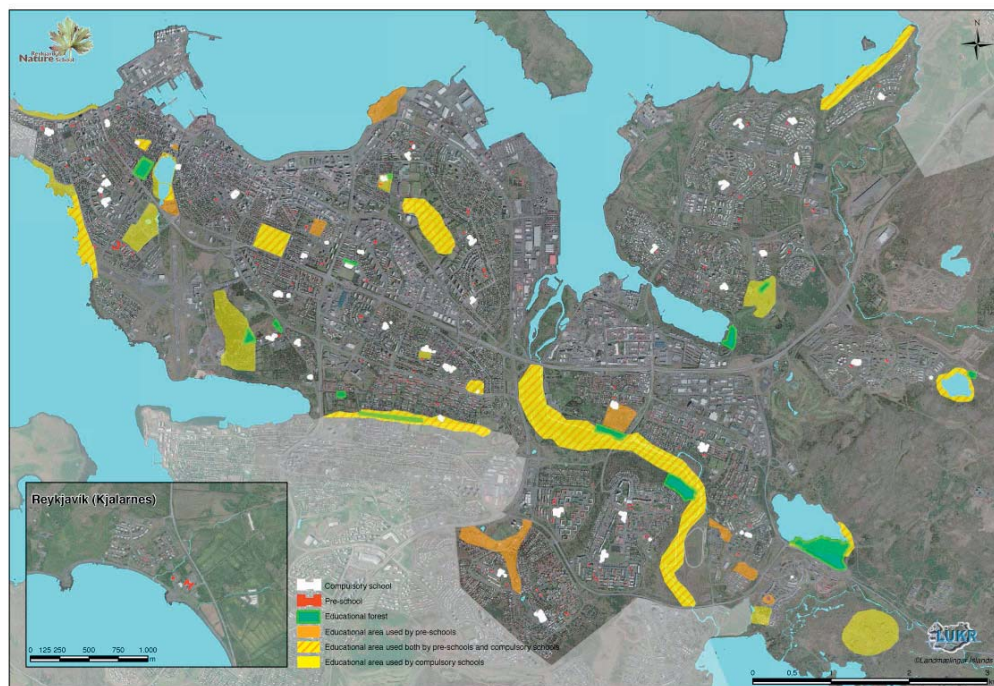 Nature
N
Reykjavík (Kjalarnes)
Compulsory school
Pre-school
Educational forest
Educational area used by pre-schools
Educational area used both by pre-schools and compulsory schools
Educational area used by compulsory schools
0 125 250 500 750 1.000
m
LUKR
©Landmælingar Íslands
0 0.5 1 2 3